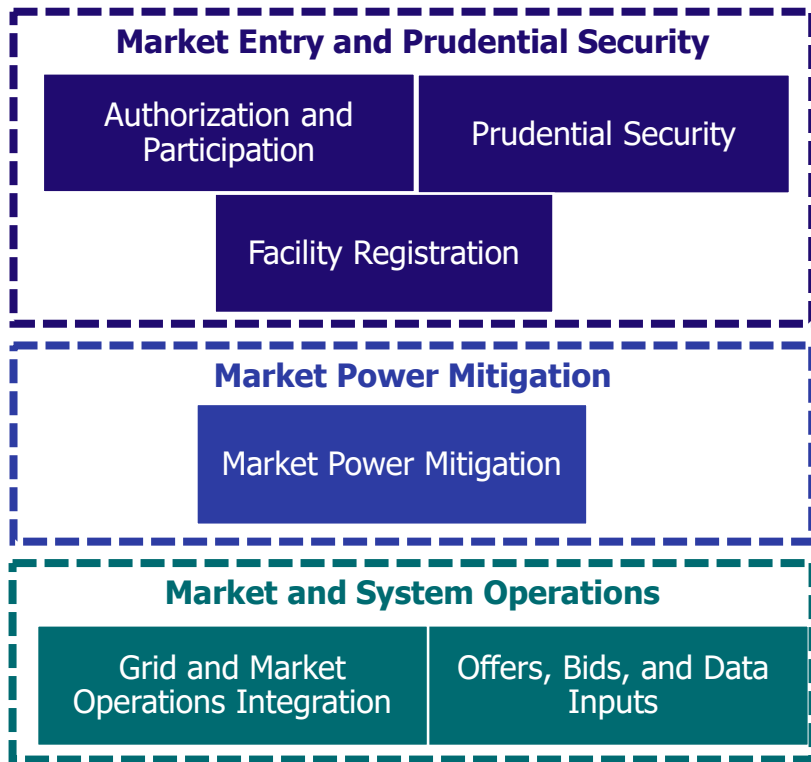 Market Entry and Prudential Security
Authorization and
Participation
Prudential Security
Facility Registration
Market Power Mitigation
Market Power Mitigation
Market and System Operations
Grid and Market
Operations Integration
Offers, Bids, and Data
Inputs